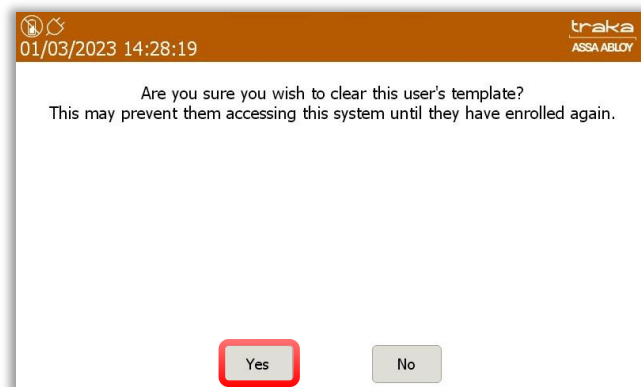 traka
01/03/2023 14:28:19
ASSA ABLOY
Are you sure you wish to clear this user's template?
This may prevent them accessing this system until they have enrolled again.
Yes
No